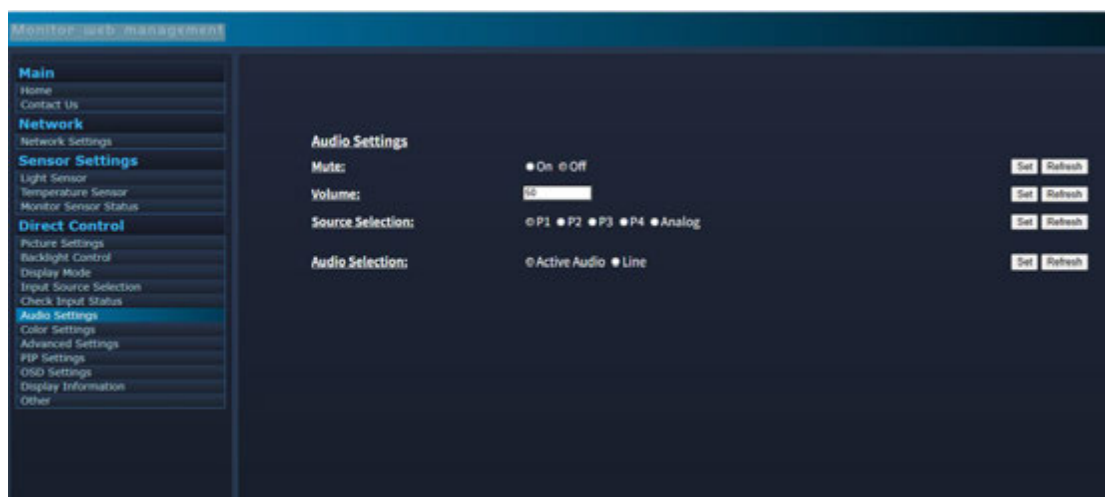 Monitor web management
Main
Home
Contact Us
Network
Network Settings
Sensor Settings
Light Sensor
Temperature Sensor
Monitor Sensor Status
Direct Control
Picture Settings
Backlight Control
Display Mode
Input Source Selection
Check Input Status
Audio Settings
Color Settings
Advanced Settings
PIP Settings
OSD Settings
Display Information
Other
Audio Settings
Mute: On Off Set Refresh
Volume: 50 Set Refresh
Source Selection: P1 P2 P3 P4 Analog Set Refresh
Audio Selection: Active Audio Line Set Refresh